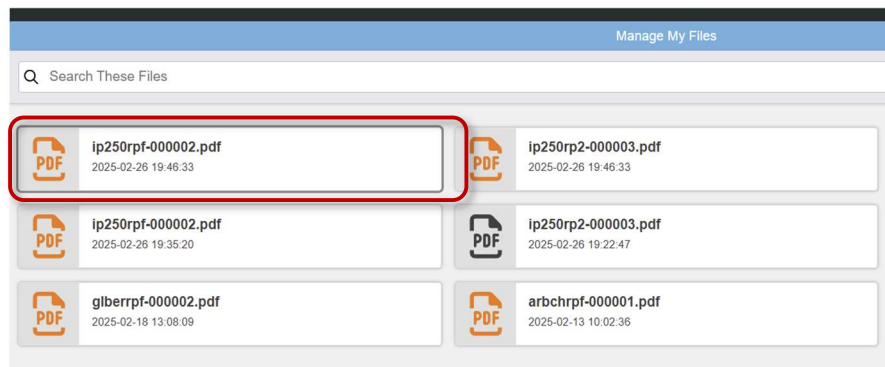 Manage My Files
Search These Files
PDF
ip250rpf-000002.pdf
2025-02-26 19:46:33
PDF
ip250rp2-000003.pdf
2025-02-26 19:46:33
PDF
ip250rpf-000002.pdf
2025-02-26 19:35:20
PDF
ip250rp2-000003.pdf
2025-02-26 19:22:47
PDF
glberrpf-000002.pdf
2025-02-18 13:08:09
PDF
arbchrpf-000001.pdf
2025-02-13 10:02:36